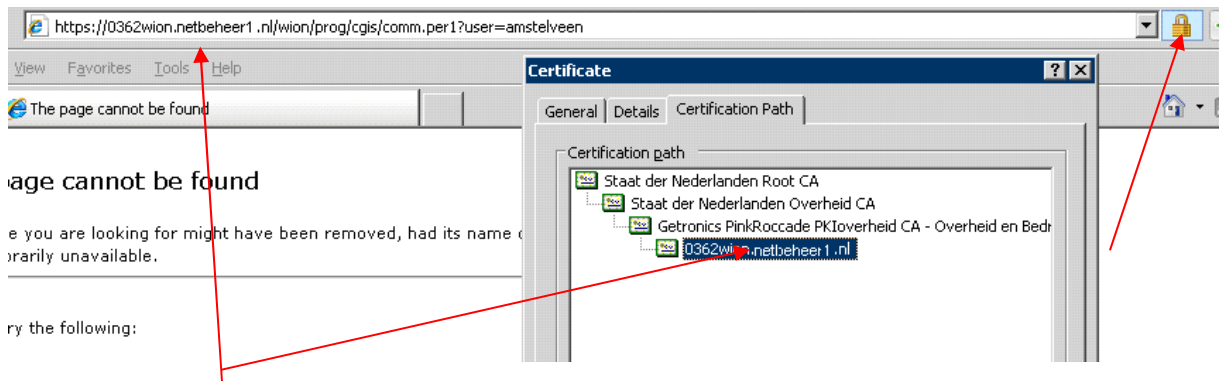 https://0362wion.netbeheer1 .nl/wion/prog/cgis/comm.per1?user=amstelveen
View Favorites Tools Help
The page cannot be found
Certificate
General Details Certification Path
Certification path
Staat der Nederlanden Root CA
Staat der Nederlanden Overheid CA
Getronics PinkRoccade PKIoverheid CA - Overheid en Bedr
0362wion.netbeheer1 .nl
age cannot be found
e you are looking for might have been removed, had its name
orarily unavailable.
ry the following: